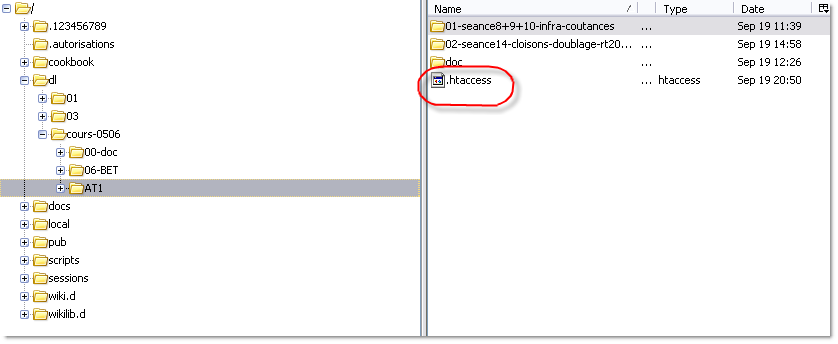 /
.123456789
.autorisations
cookbook
dl
01
03
cours-0506
00-doc
06-BET
AT1
docs
local
pub
scripts
sessions
wiki.d
wikilib.d
Name / Type Date
01-seance8+9+10-infra-coutances ... Sep 19 11:39
02-seance14-cloisons-doublage-rt20... ... Sep 19 14:58
doc ... Sep 19 12:26
.htaccess ... htaccess Sep 19 20:50